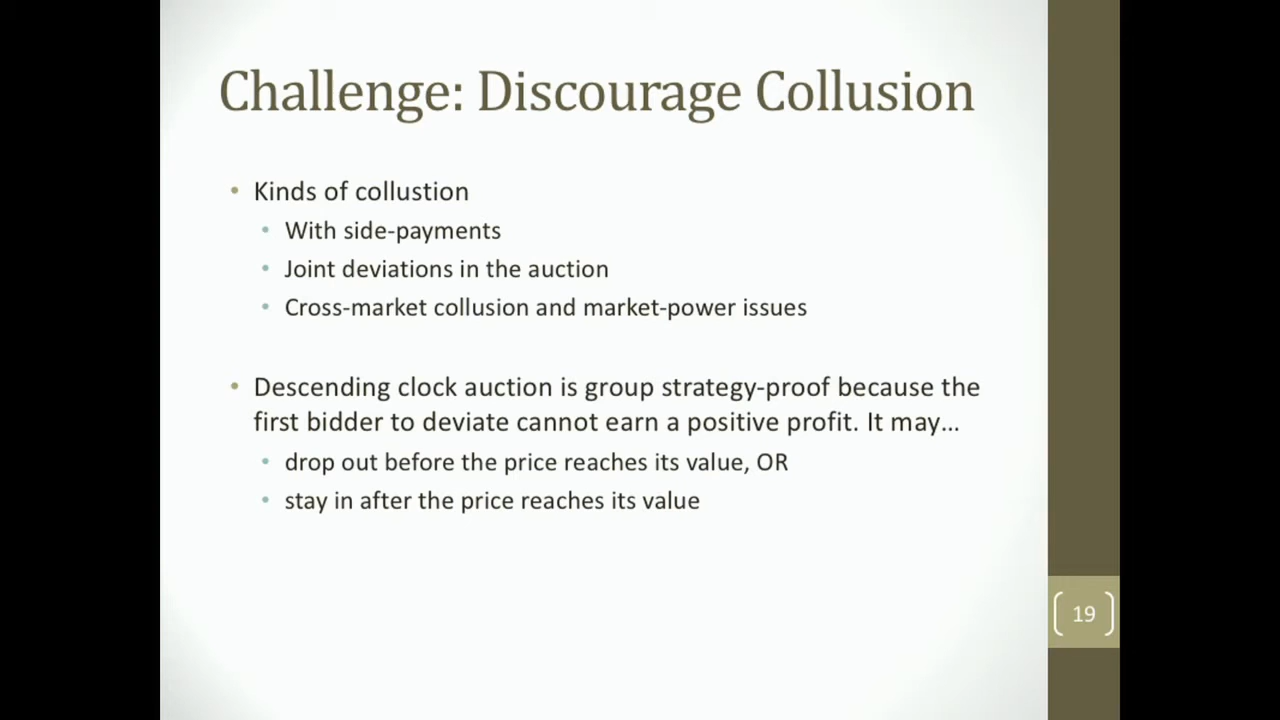 Challenge: Discourage Collusion
• Kinds of collustion
• With side-payments
• Joint deviations in the auction
• Cross-market collusion and market-power issues
• Descending clock auction is group strategy-proof because the
first bidder to deviate cannot earn a positive profit. It may…
• drop out before the price reaches its value, OR
• stay in after the price reaches its value
19